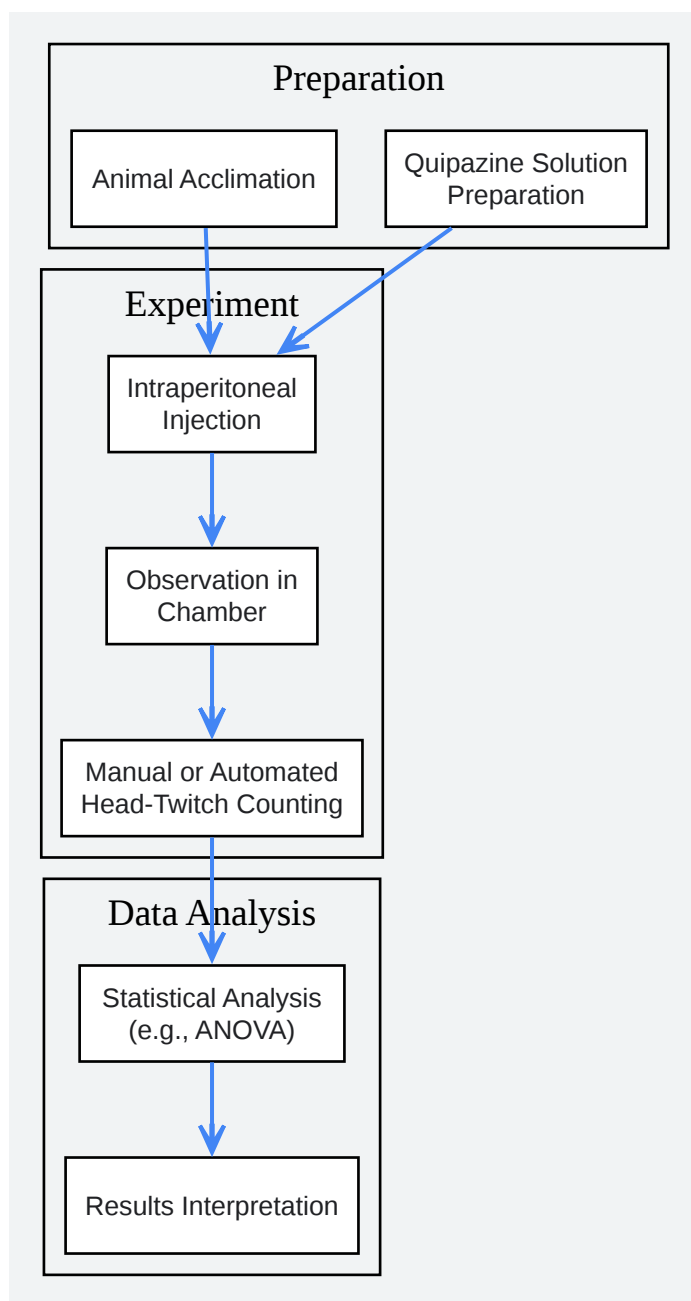 Preparation
Animal Acclimation
Quipazine Solution
Preparation
Experiment
Intraperitoneal
Injection
Observation in
Chamber
Manual or Automated
Head-Twitch Counting
Data Analysis
Statistical Analysis
(e.g., ANOVA)
Results Interpretation